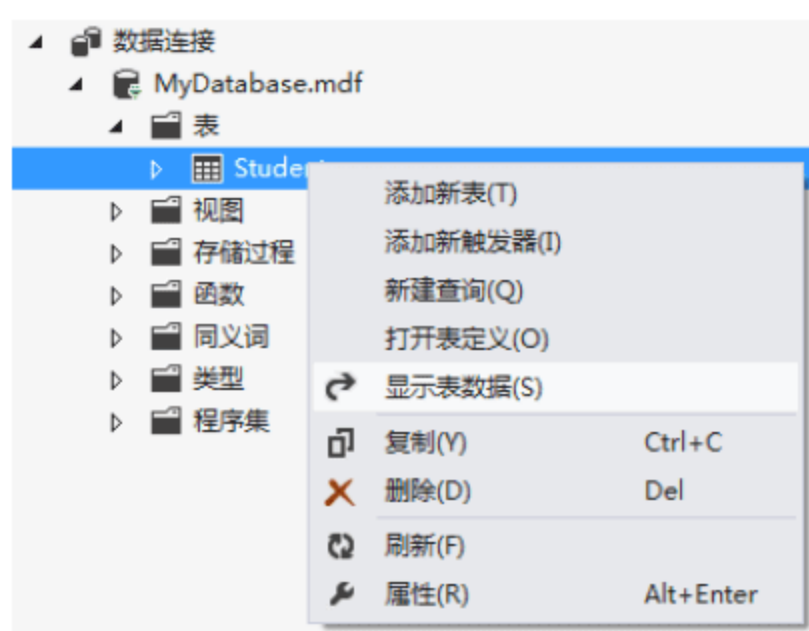 数据连接
MyDatabase.mdf
表
Studen
添加新表(T)
视图
添加新触发器(I)
存储过程
新建查询(Q)
函数
打开表定义(O)
同义词
类型
显示表数据(S)
程序集
复制(Y) Ctrl+C
删除(D) Del
刷新(F)
属性(R) Alt+Enter